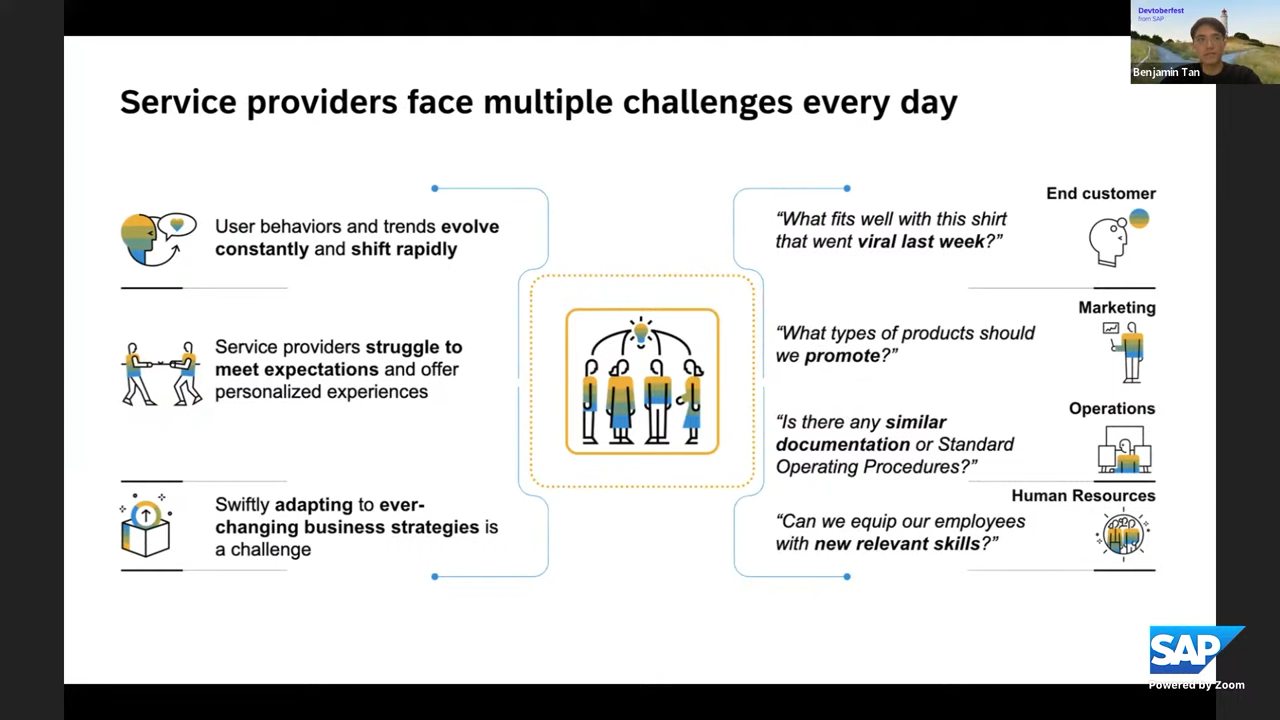 Devtoberfest
from SAP
Benjamin Tan
Service providers face multiple challenges every day
User behaviors and trends evolve
constantly and shift rapidly
Service providers struggle to
meet expectations and offer
personalized experiences
Swiftly adapting to ever-
changing business strategies is
a challenge
End customer
“What fits well with this shirt
that went viral last week?”
Marketing
“What types of products should
we promote?”
Operations
“Is there any similar
documentation or Standard
Operating Procedures?”
Human Resources
“Can we equip our employees
with new relevant skills?”
SAP
Powered by Zoom